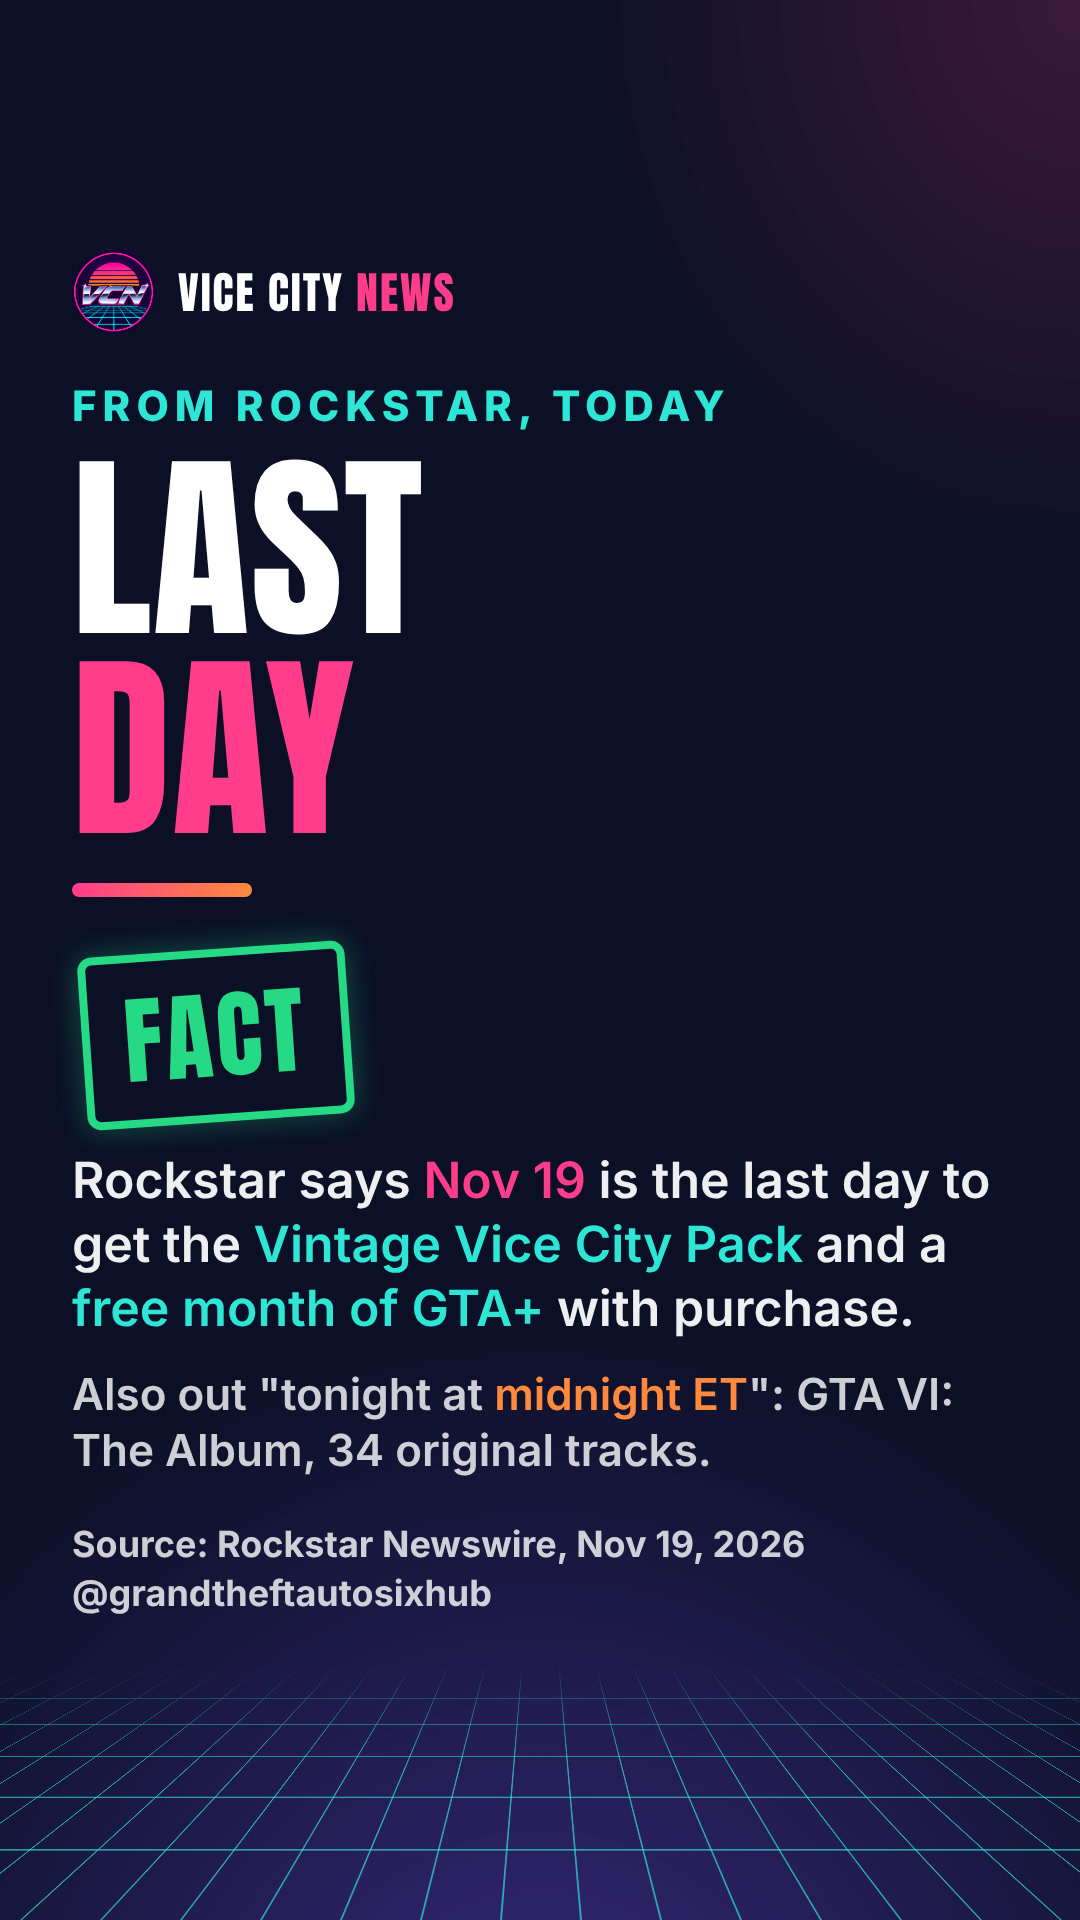 VCN
VICE CITY NEWS
FROM ROCKSTAR, TODAY
LAST
DAY
FACT
Rockstar says Nov 19 is the last day to
get the Vintage Vice City Pack and a
free month of GTA+ with purchase.
Also out "tonight at midnight ET": GTA VI:
The Album, 34 original tracks.
Source: Rockstar Newswire, Nov 19, 2026
@grandtheftautosixhub